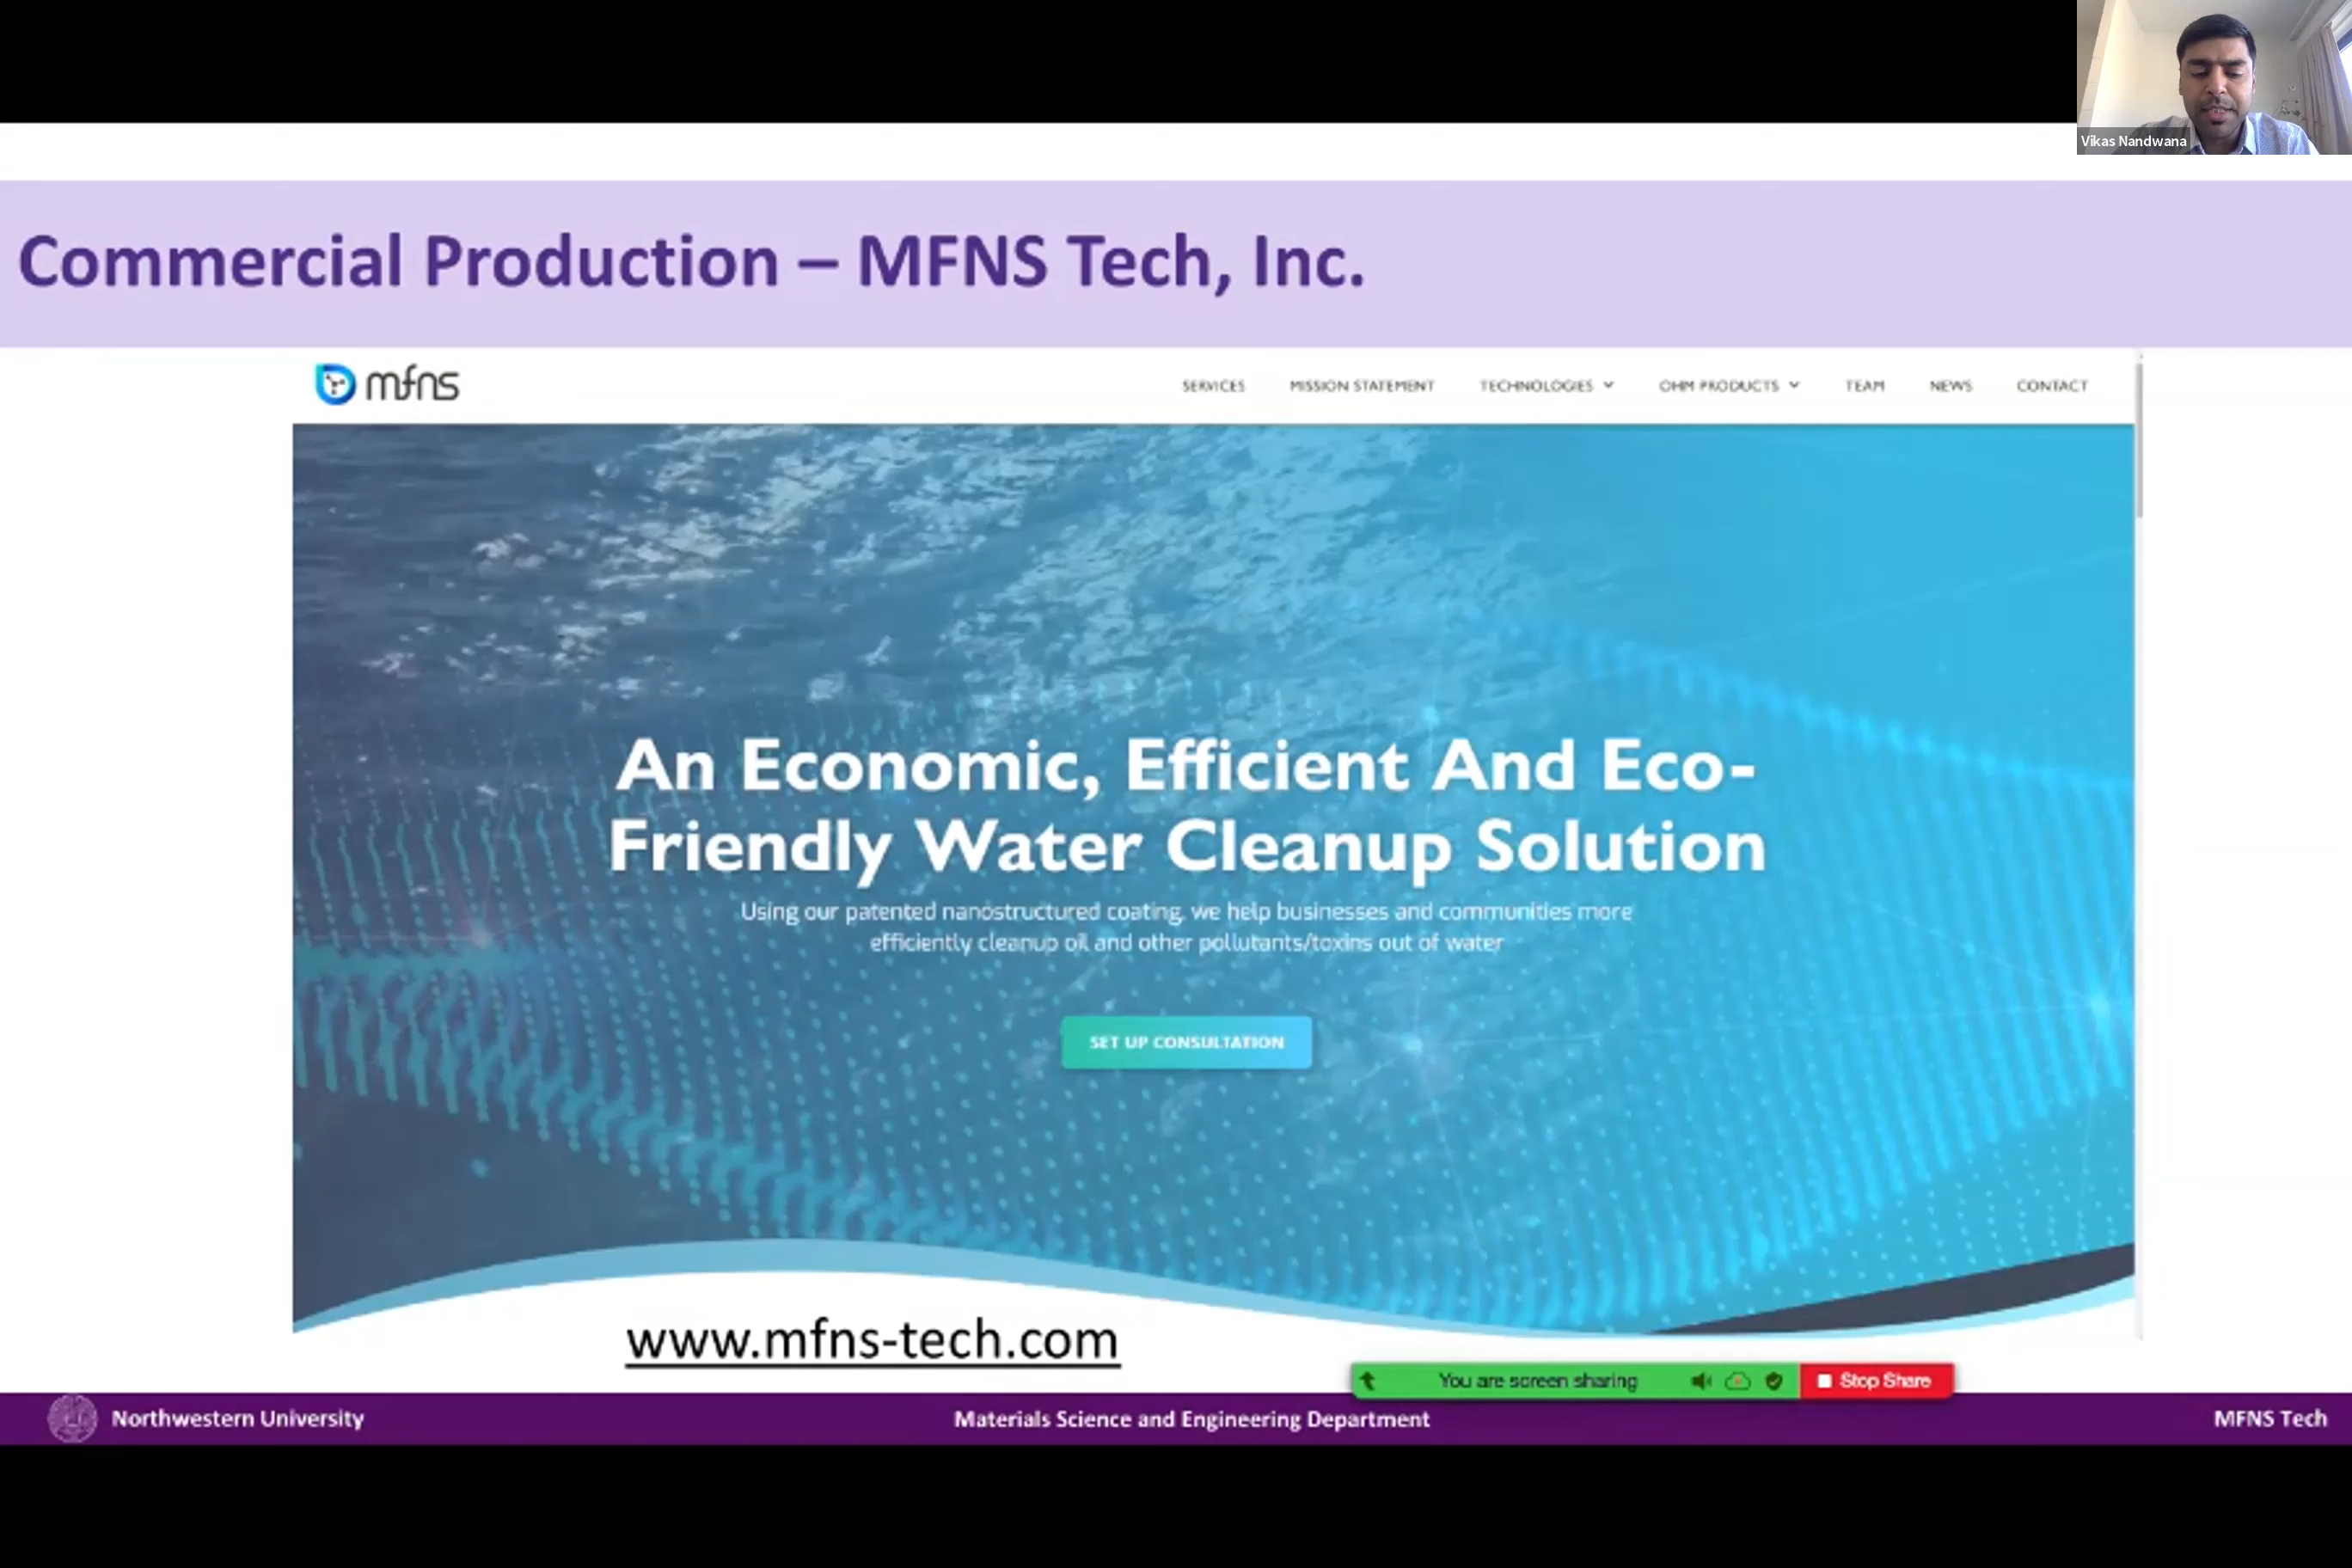 Vikas Nandwana
Commercial Production – MFNS Tech, Inc.
mfns
SERVICES MISSION STATEMENT TECHNOLOGIES OHM PRODUCTS TEAM NEWS CONTACT
An Economic, Efficient And Eco-
Friendly Water Cleanup Solution
Using our patented nanostructured coating, we help businesses and communities more
efficiently cleanup oil and other pollutants/toxins out of water
SET UP CONSULTATION
www.mfns-tech.com
You are screen sharing Stop Share
Northwestern University Materials Science and Engineering Department MFNS Tech